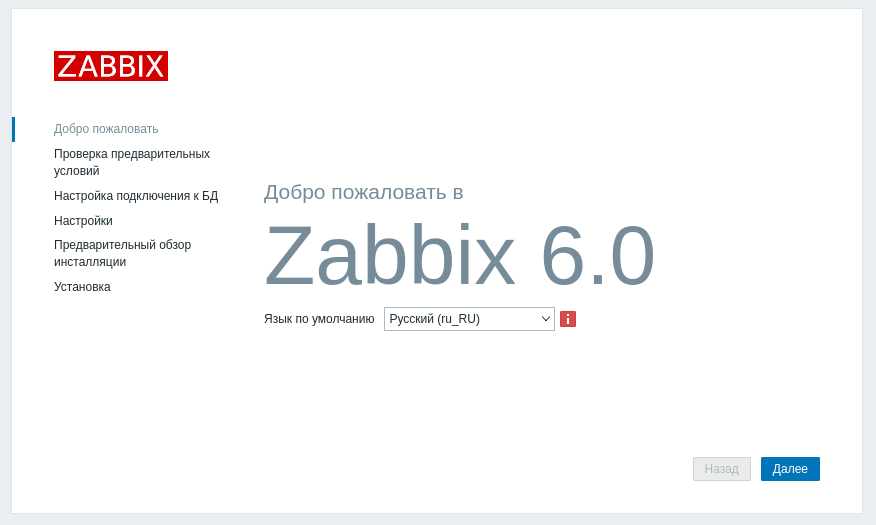 ZABBIX
Добро пожаловать
Проверка предварительных
условий
Настройка подключения к БД
Настройки
Предварительный обзор
инсталляции
Установка
Добро пожаловать в
Zabbix 6.0
Язык по умолчанию Русский (ru_RU)
Назад Далее